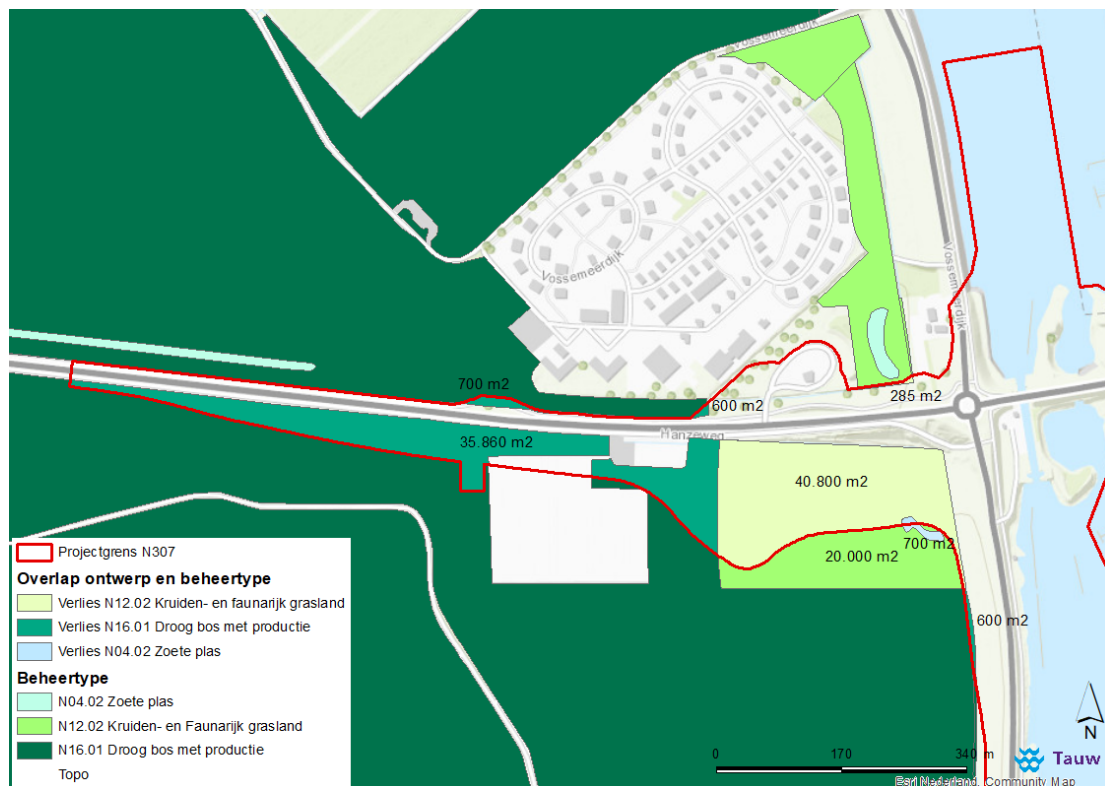 Vossemeerdijk
Vossemeerdijk
Vossemeerdijk
700 m2
600 m2
285 m2
Hanzeweg
35.860 m2
40.800 m2
700 m2
20.000 m2
600 m2
Projectgrens N307
Overlap ontwerp en beheertype
Verlies N12.02 Kruiden- en faunarijk grasland
Verlies N16.01 Droog bos met productie
Verlies N04.02 Zoete plas
Beheertype
N04.02 Zoete plas
N12.02 Kruiden- en Faunarijk grasland
N16.01 Droog bos met productie
Topo
N
0 170 340 m
Tauw
Esri Nederland, Community Map